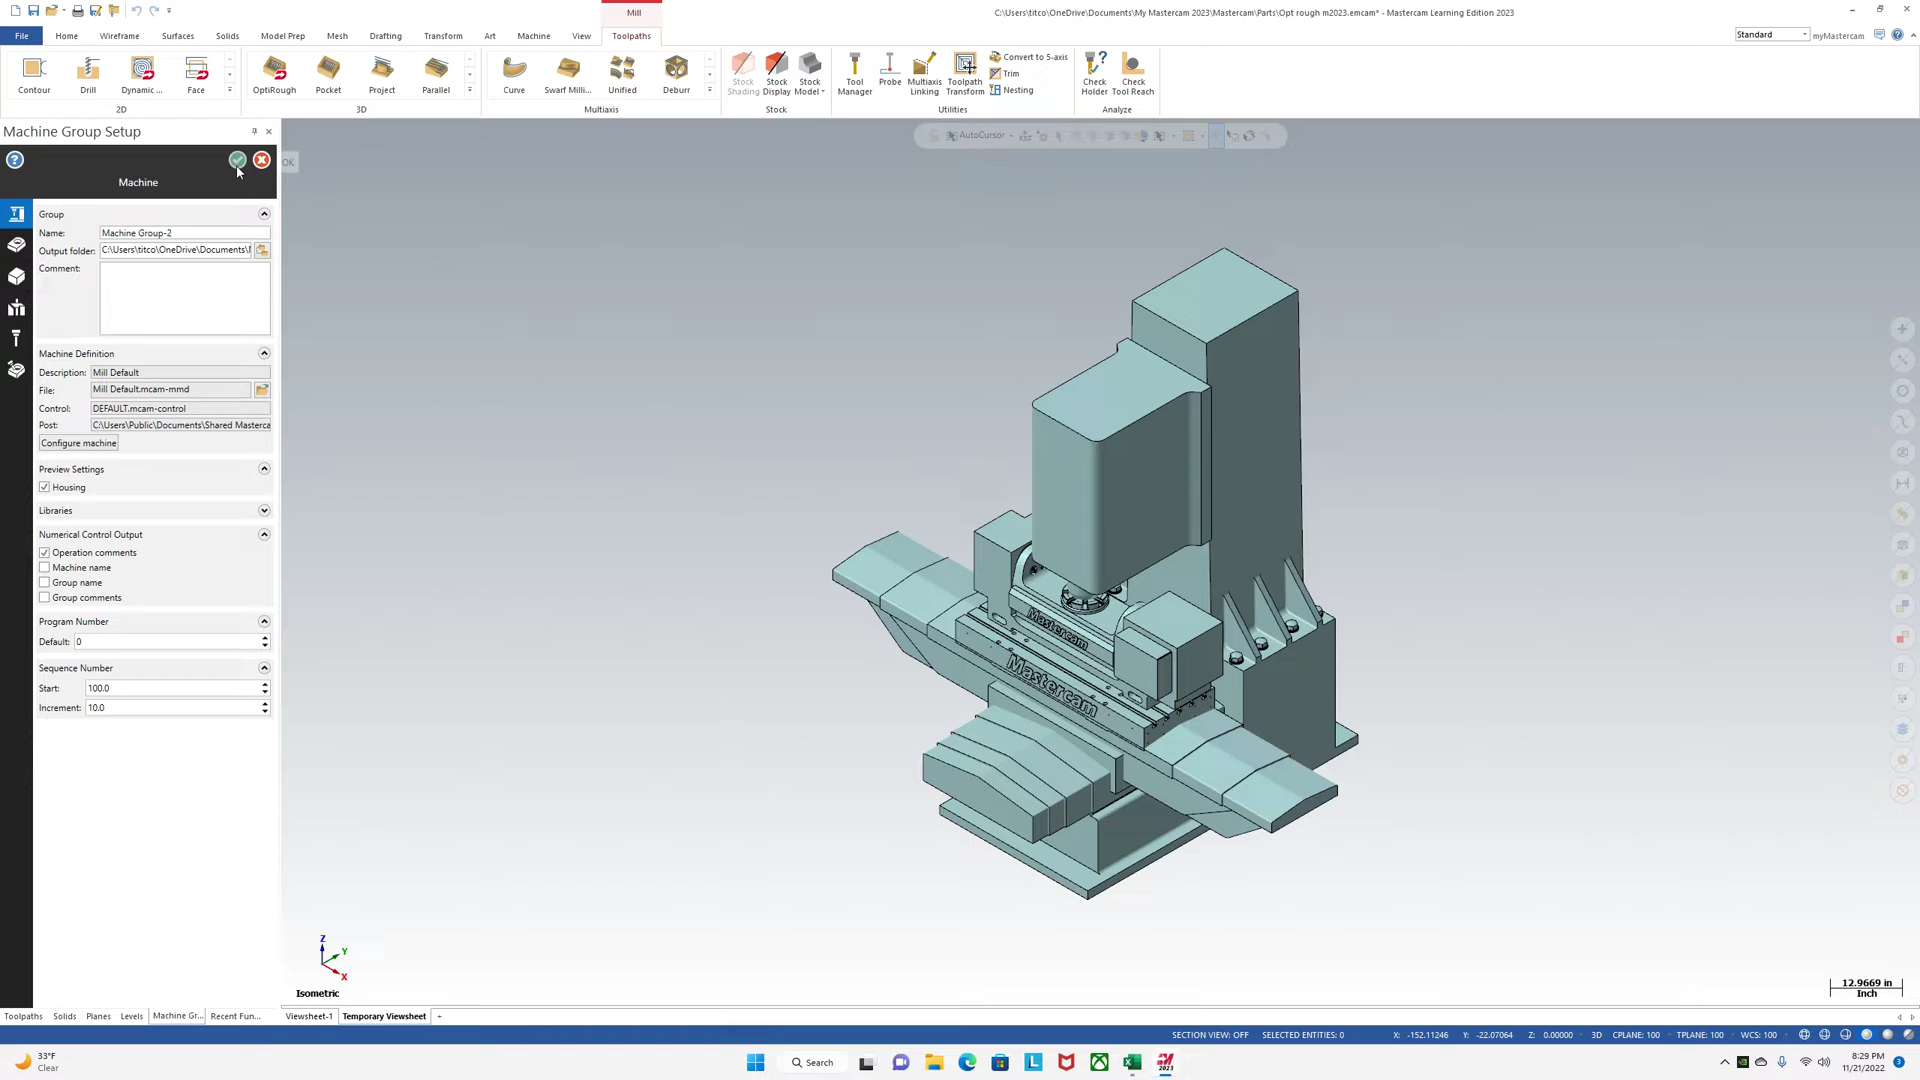 Mill
C:\Users\titco\OneDrive\Documents\My Mastercam 2023\Mastercam\Parts\Opt rough m2023.emcam* - Mastercam Learning Edition 2023
File Home Wireframe Surfaces Solids Model Prep Mesh Drafting Transform Art Machine View Toolpaths
Standard myMastercam
Contour Drill Dynamic ... Face
2D
OptiRough Pocket Project Parallel
3D
Curve Swarf Milli... Unified Deburr
Multiaxis
Stock Shading Stock Display Stock Model
Stock
Tool Manager Probe Multiaxis Linking Toolpath Transform
Convert to 5-axis
Trim
Nesting
Utilities
Check Holder Check Tool Reach
Analyze
Machine Group Setup
AutoCursor
OK
Machine
Group
Name: Machine Group-2
Output folder: C:\Users\titco\OneDrive\Documents\
Comment:
Machine Definition
Description: Mill Default
File: Mill Default.mcam-mmd
Control: DEFAULT.mcam-control
Post: C:\Users\Public\Documents\Shared Masterca
Configure machine
Preview Settings
Housing
Libraries
Numerical Control Output
Operation comments
Machine name
Group name
Group comments
Program Number
Default: 0
Sequence Number
Start: 100.0
Increment: 10.0
Mastercam
Mastercam
Z
Y
X
Isometric
12.9669 in
Inch
Toolpaths Solids Planes Levels Machine Gr... Recent Fun...
Viewsheet-1 Temporary Viewsheet +
SECTION VIEW: OFF SELECTED ENTITIES: 0 X: -152.11246 Y: -22.07064 Z: 0.00000 3D CPLANE: 100 TPLANE: 100 WCS: 100
33°F
Clear
Search
2023
8:29 PM
11/21/2022
3